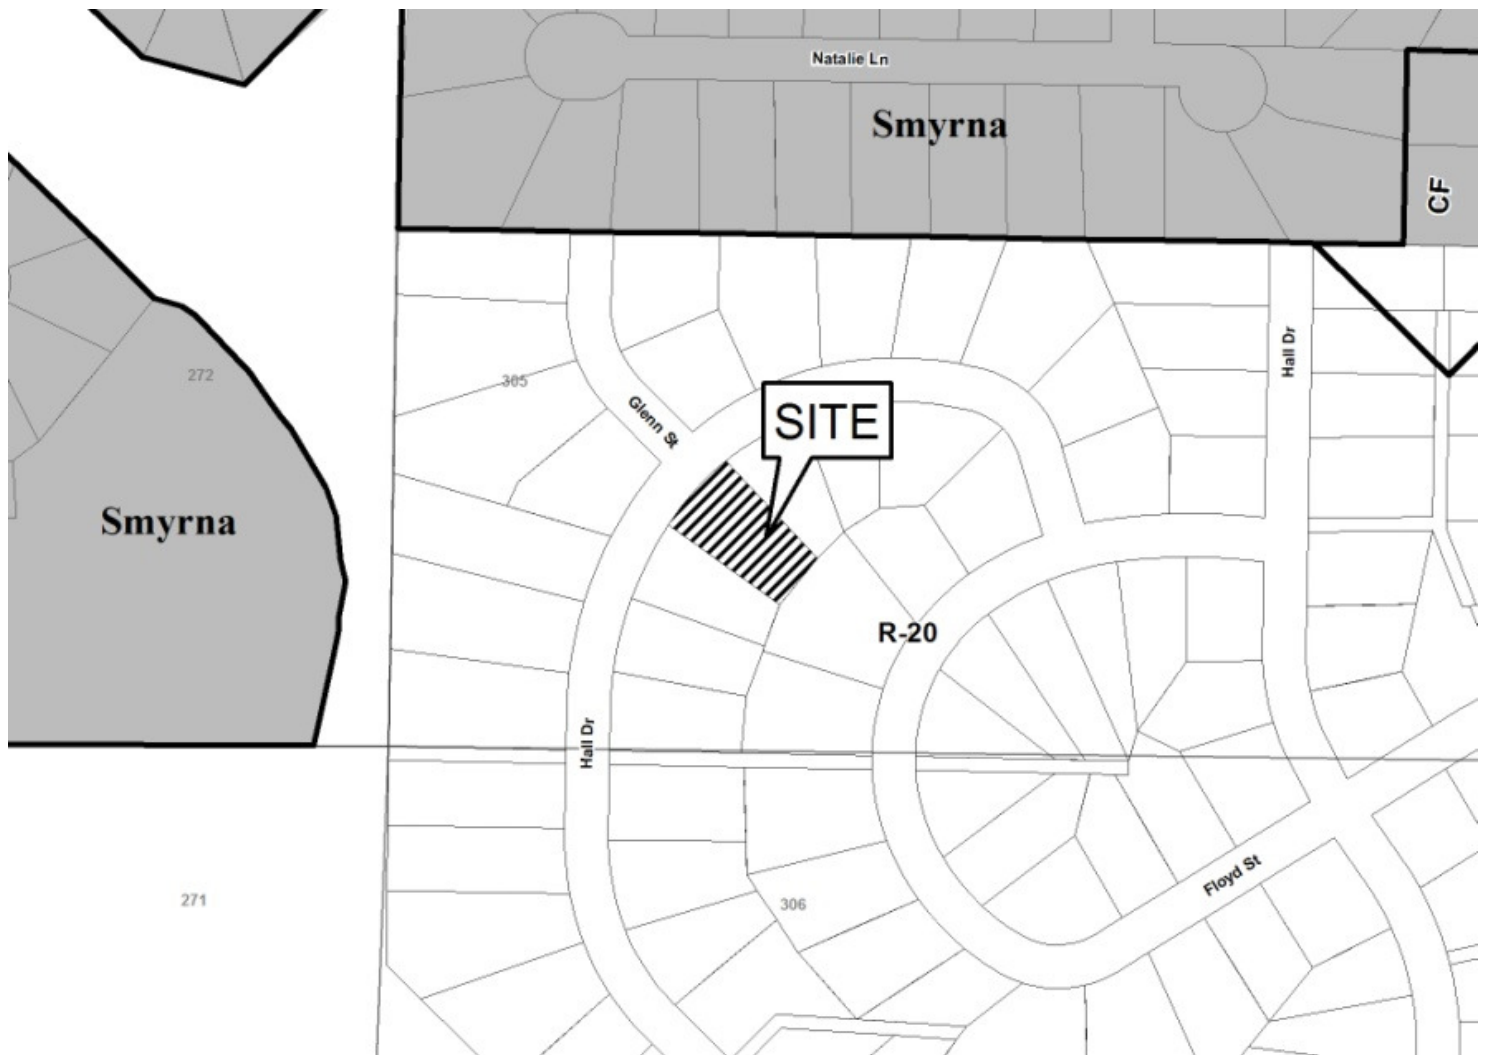 Natalie Ln
Smyrna
CF
Hall Dr
272
305
Glenn St
SITE
Smyrna
R-20
Hall Dr
Floyd St
271
306